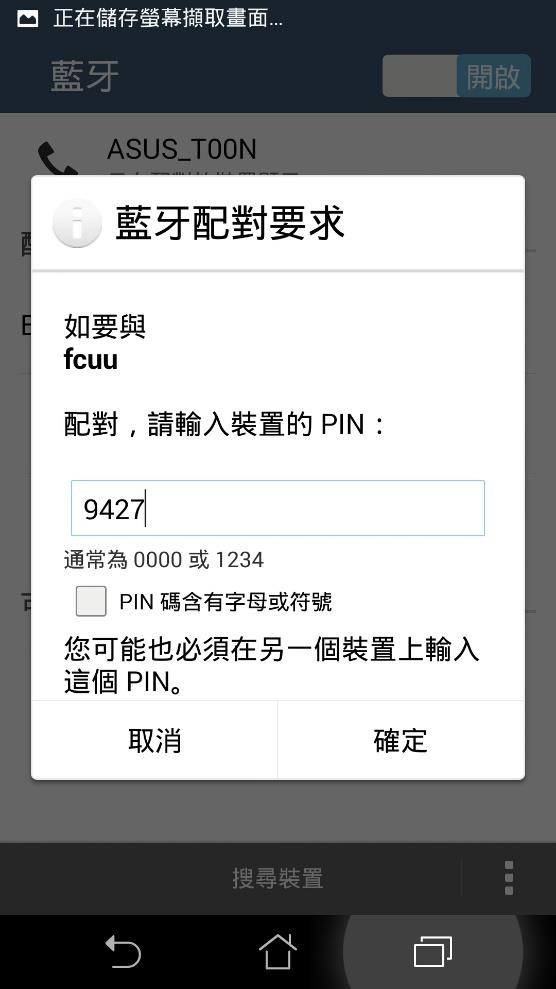 正在儲存螢幕擷取畫面...
藍牙
開啟
ASUS_T00N
藍牙配對要求
如要與
fcuu
配對，請輸入裝置的 PIN：
9427
通常為 0000 或 1234
PIN 碼含有字母或符號
您可能也必須在另一個裝置上輸入
這個 PIN。
取消
確定
搜尋裝置